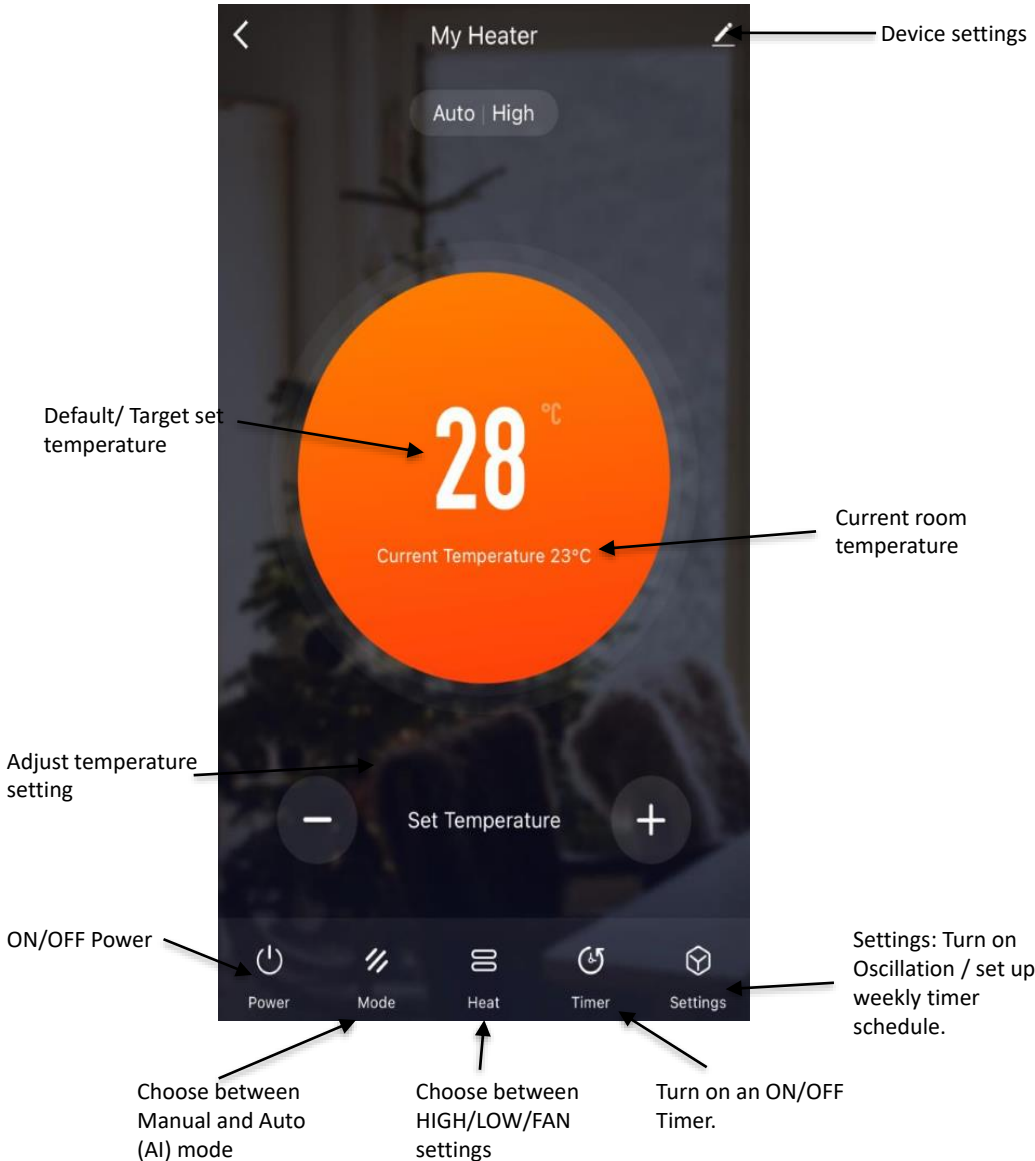 My Heater
Device settings
Auto | High
Default/ Target set
temperature
28 °C
Current Temperature 23°C
Current room
temperature
Adjust temperature
setting
Set Temperature
ON/OFF Power
Settings: Turn on
Oscillation / set up
weekly timer
schedule.
Power
Mode
Heat
Timer
Settings
Choose between
Manual and Auto
(AI) mode
Choose between
HIGH/LOW/FAN
settings
Turn on an ON/OFF
Timer.